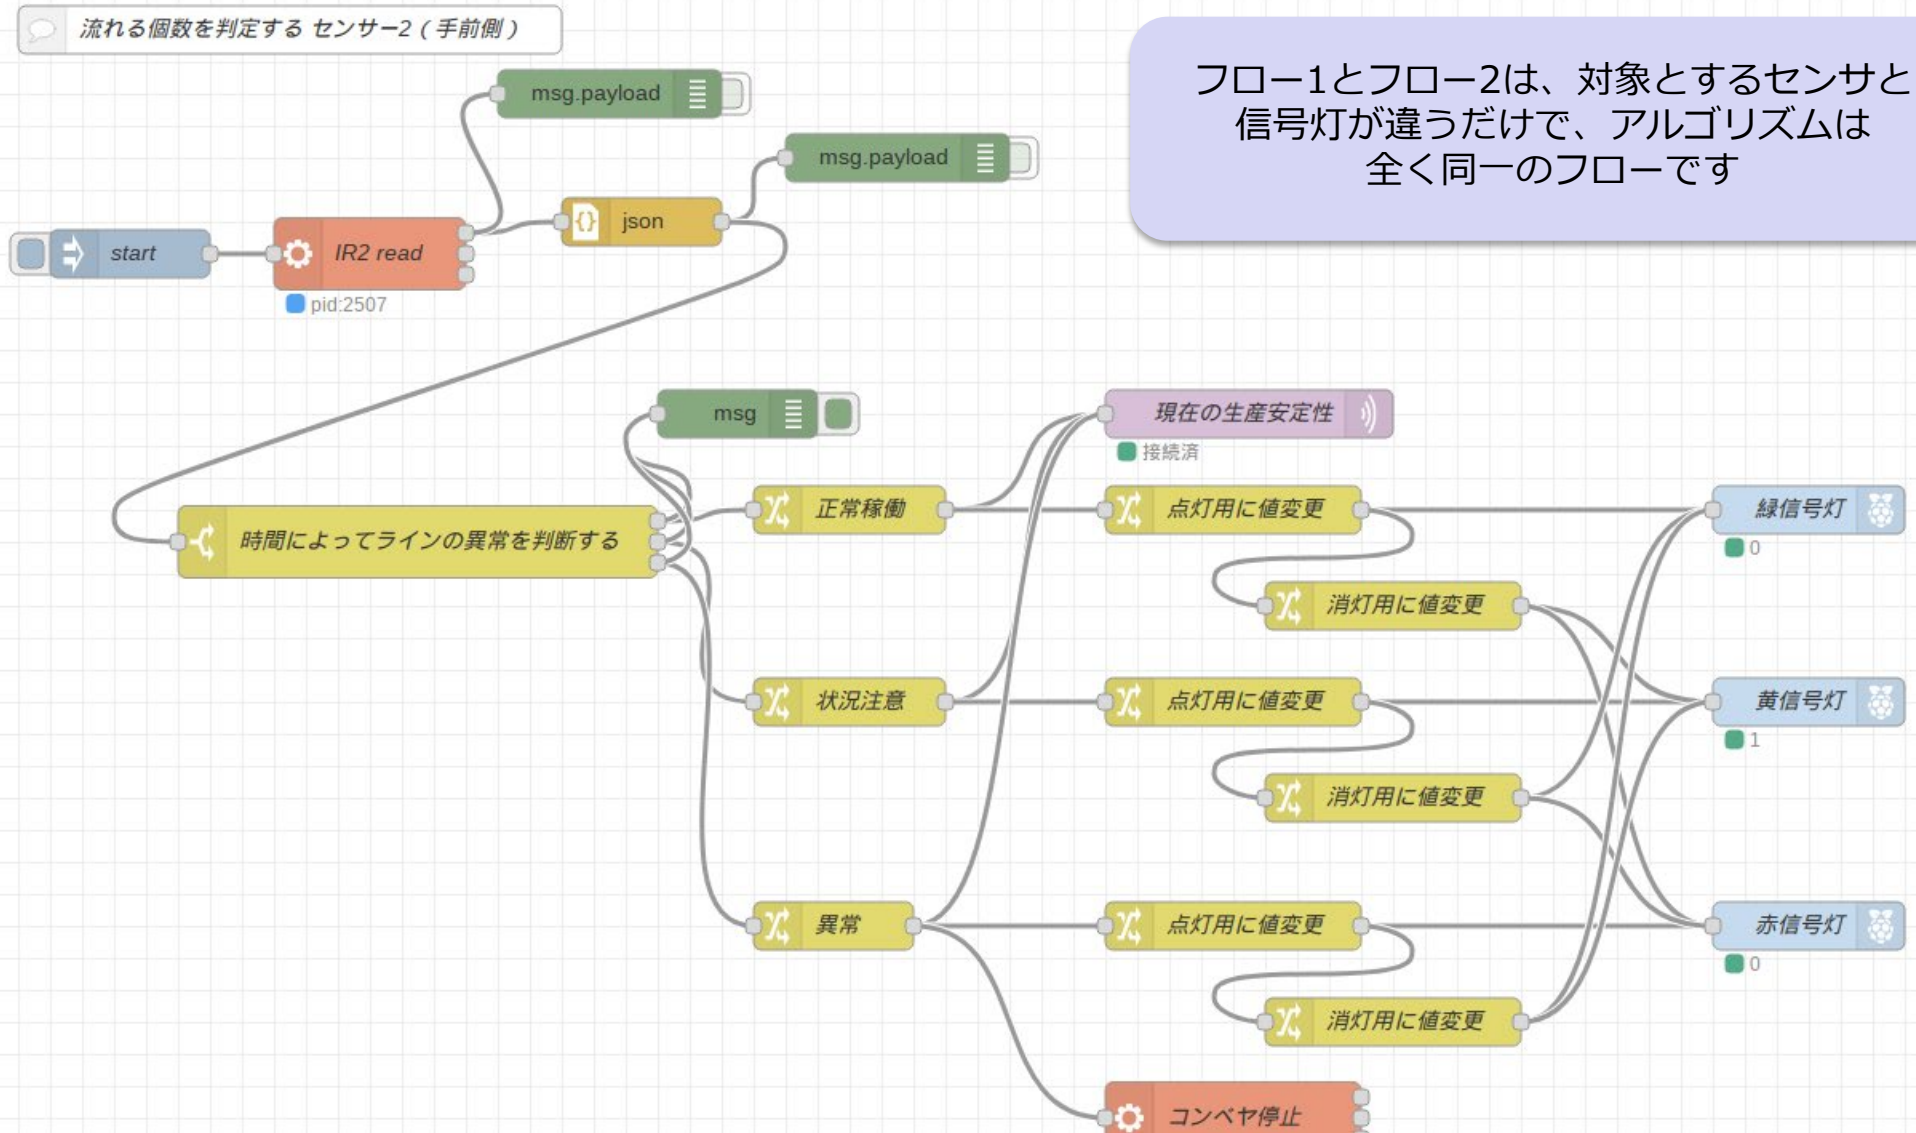 流れる個数を判定する センサー2 ( 手前側 )
フロー1とフロー2は、対象とするセンサと
信号灯が違うだけで、アルゴリズムは
全く同一のフローです
msg.payload
msg.payload
json
start
IR2 read
pid:2507
msg
現在の生産安定性
接続済
時間によってラインの異常を判断する
正常稼働
点灯用に値変更
緑信号灯
0
消灯用に値変更
状況注意
点灯用に値変更
黄信号灯
1
消灯用に値変更
異常
点灯用に値変更
赤信号灯
0
消灯用に値変更
コンベヤ停止